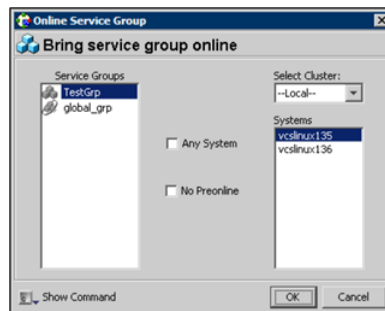 Online Service Group
Bring service group online
Service Groups
TestGrp
global_grp
Any System
No Preonline
Select Cluster:
--Local--
Systems
vcslinux135
vcslinux136
Show Command
OK
Cancel